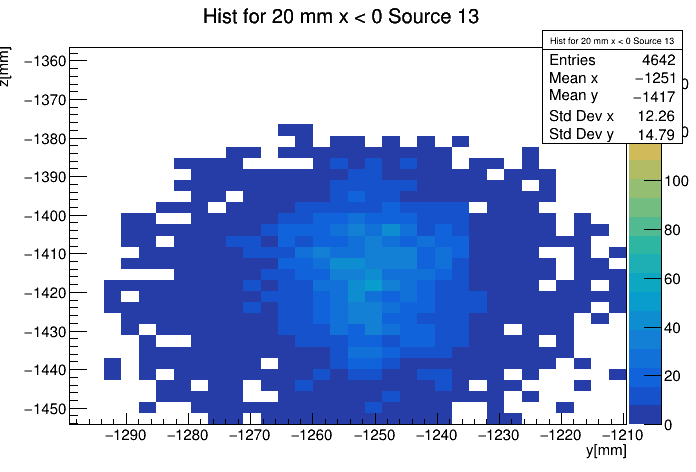 Hist for 20 mm x < 0 Source 13
Hist for 20 mm x < 0 Source 13
Entries 4642
Mean x −1251
Mean y −1417
Std Dev x 12.26
Std Dev y 14.79
z[mm]
−1360
−1370
−1380
−1390
−1400
−1410
−1420
−1430
−1440
−1450
100
80
60
40
20
0
−1290 −1280 −1270 −1260 −1250 −1240 −1230 −1220 −1210
y[mm]